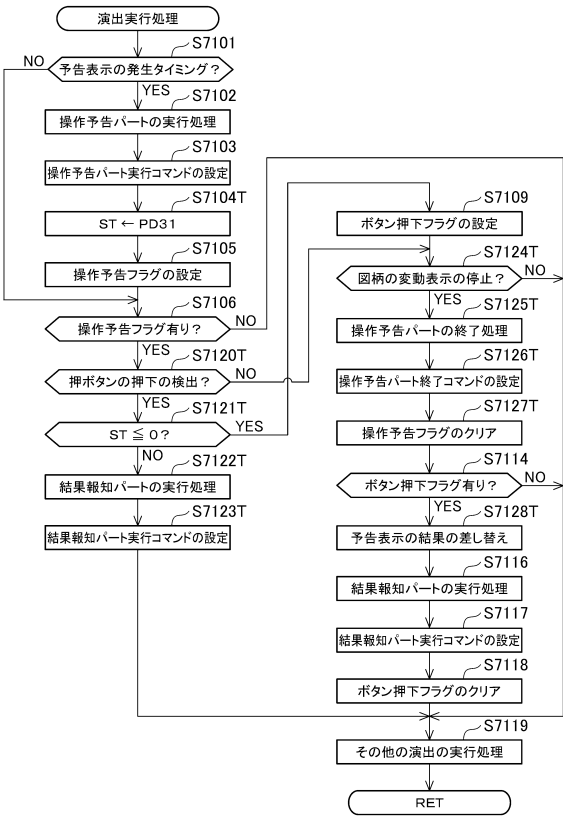 演出実行処理
S7101
予告表示の発生タイミング？
NO
YES
S7102
操作予告パートの実行処理
S7103
操作予告パート実行コマンドの設定
S7104T
ST ← PD31
S7105
操作予告フラグの設定
S7106
操作予告フラグ有り？
NO
YES
S7120T
押ボタンの押下の検出？
NO
YES
S7121T
ST ≦ 0？
YES
NO
S7122T
結果報知パートの実行処理
S7123T
結果報知パート実行コマンドの設定
S7109
ボタン押下フラグの設定
S7124T
図柄の変動表示の停止？
NO
YES
S7125T
操作予告パートの終了処理
S7126T
操作予告パート終了コマンドの設定
S7127T
操作予告フラグのクリア
S7114
ボタン押下フラグ有り？
NO
YES
S7128T
予告表示の結果の差し替え
S7116
結果報知パートの実行処理
S7117
結果報知パート実行コマンドの設定
S7118
ボタン押下フラグのクリア
S7119
その他の演出の実行処理
RET